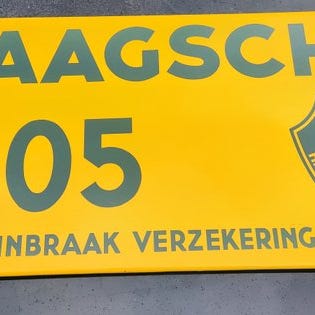 AAGSCH
05
INBRAAK VERZEKERING